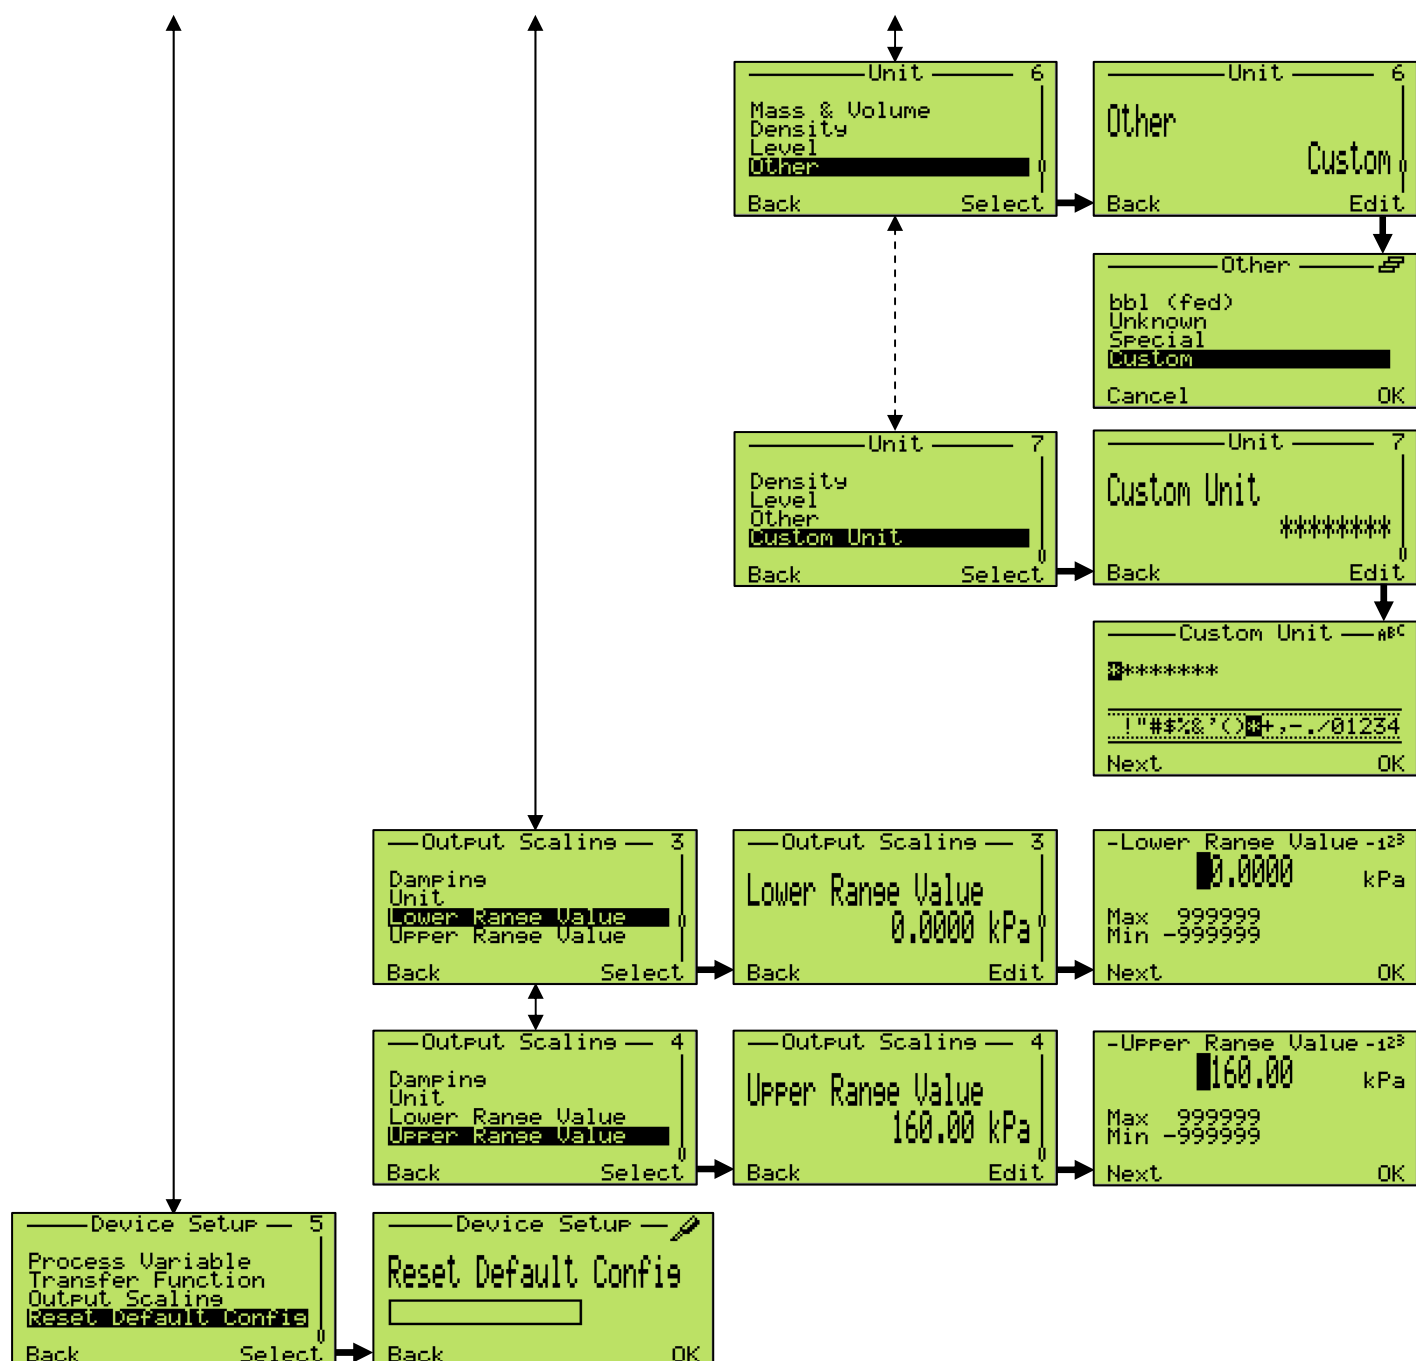 Unit 6
Mass & Volume
Density
Level
Other
Back Select
Unit 6
Other
Custom
Back Edit
Other
bbl (fed)
Unknown
Special
Custom
Cancel OK
Unit 7
Density
Level
Other
Custom Unit
Back Select
Unit 7
Custom Unit
********
Back Edit
Custom Unit ABC
********
!"#$%&'()*+,-./01234
Next OK
Output Scaling 3
Damping
Unit
Lower Range Value
Upper Range Value
Back Select
Output Scaling 3
Lower Range Value
0.0000 kPa
Back Edit
Lower Range Value 123
0.0000 kPa
Max 999999
Min -999999
Next OK
Output Scaling 4
Damping
Unit
Lower Range Value
Upper Range Value
Back Select
Output Scaling 4
Upper Range Value
160.00 kPa
Back Edit
Upper Range Value 123
160.00 kPa
Max 999999
Min -999999
Next OK
Device Setup 5
Process Variable
Transfer Function
Output Scaling
Reset Default Config
Back Select
Device Setup
Reset Default Config
Back OK